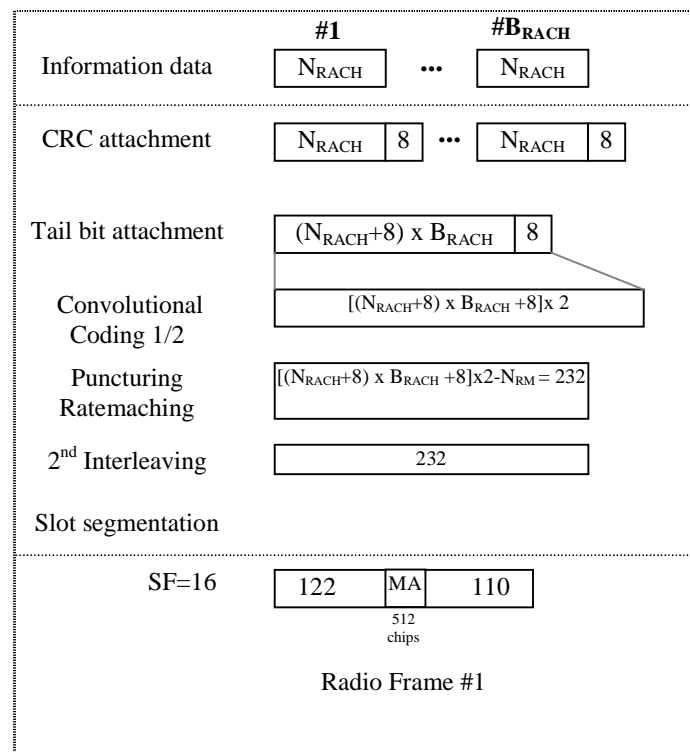 #1 #B_RACH
Information data N_RACH ... N_RACH
CRC attachment N_RACH 8 ... N_RACH 8
Tail bit attachment (N_RACH+8) x B_RACH 8
Convolutional
Coding 1/2
[(N_RACH+8) x B_RACH +8]x 2
Puncturing
Ratemaching
[(N_RACH+8) x B_RACH +8]x2-N_RM = 232
2nd Interleaving 232
Slot segmentation
SF=16 122 MA 110
512
chips
Radio Frame #1